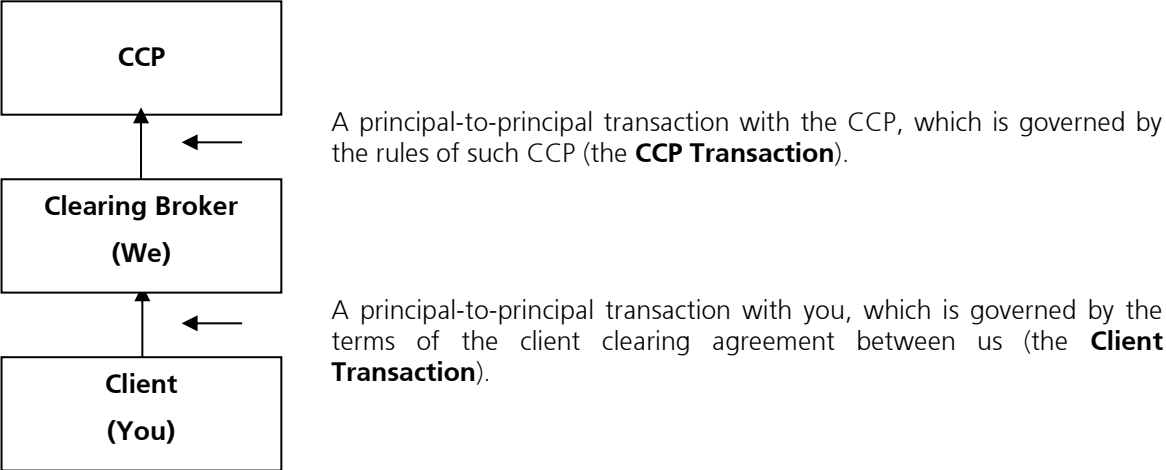 CCP
A principal-to-principal transaction with the CCP, which is governed by
the rules of such CCP (the CCP Transaction).
Clearing Broker
(We)
A principal-to-principal transaction with you, which is governed by the
terms of the client clearing agreement between us (the Client
Transaction).
Client
(You)